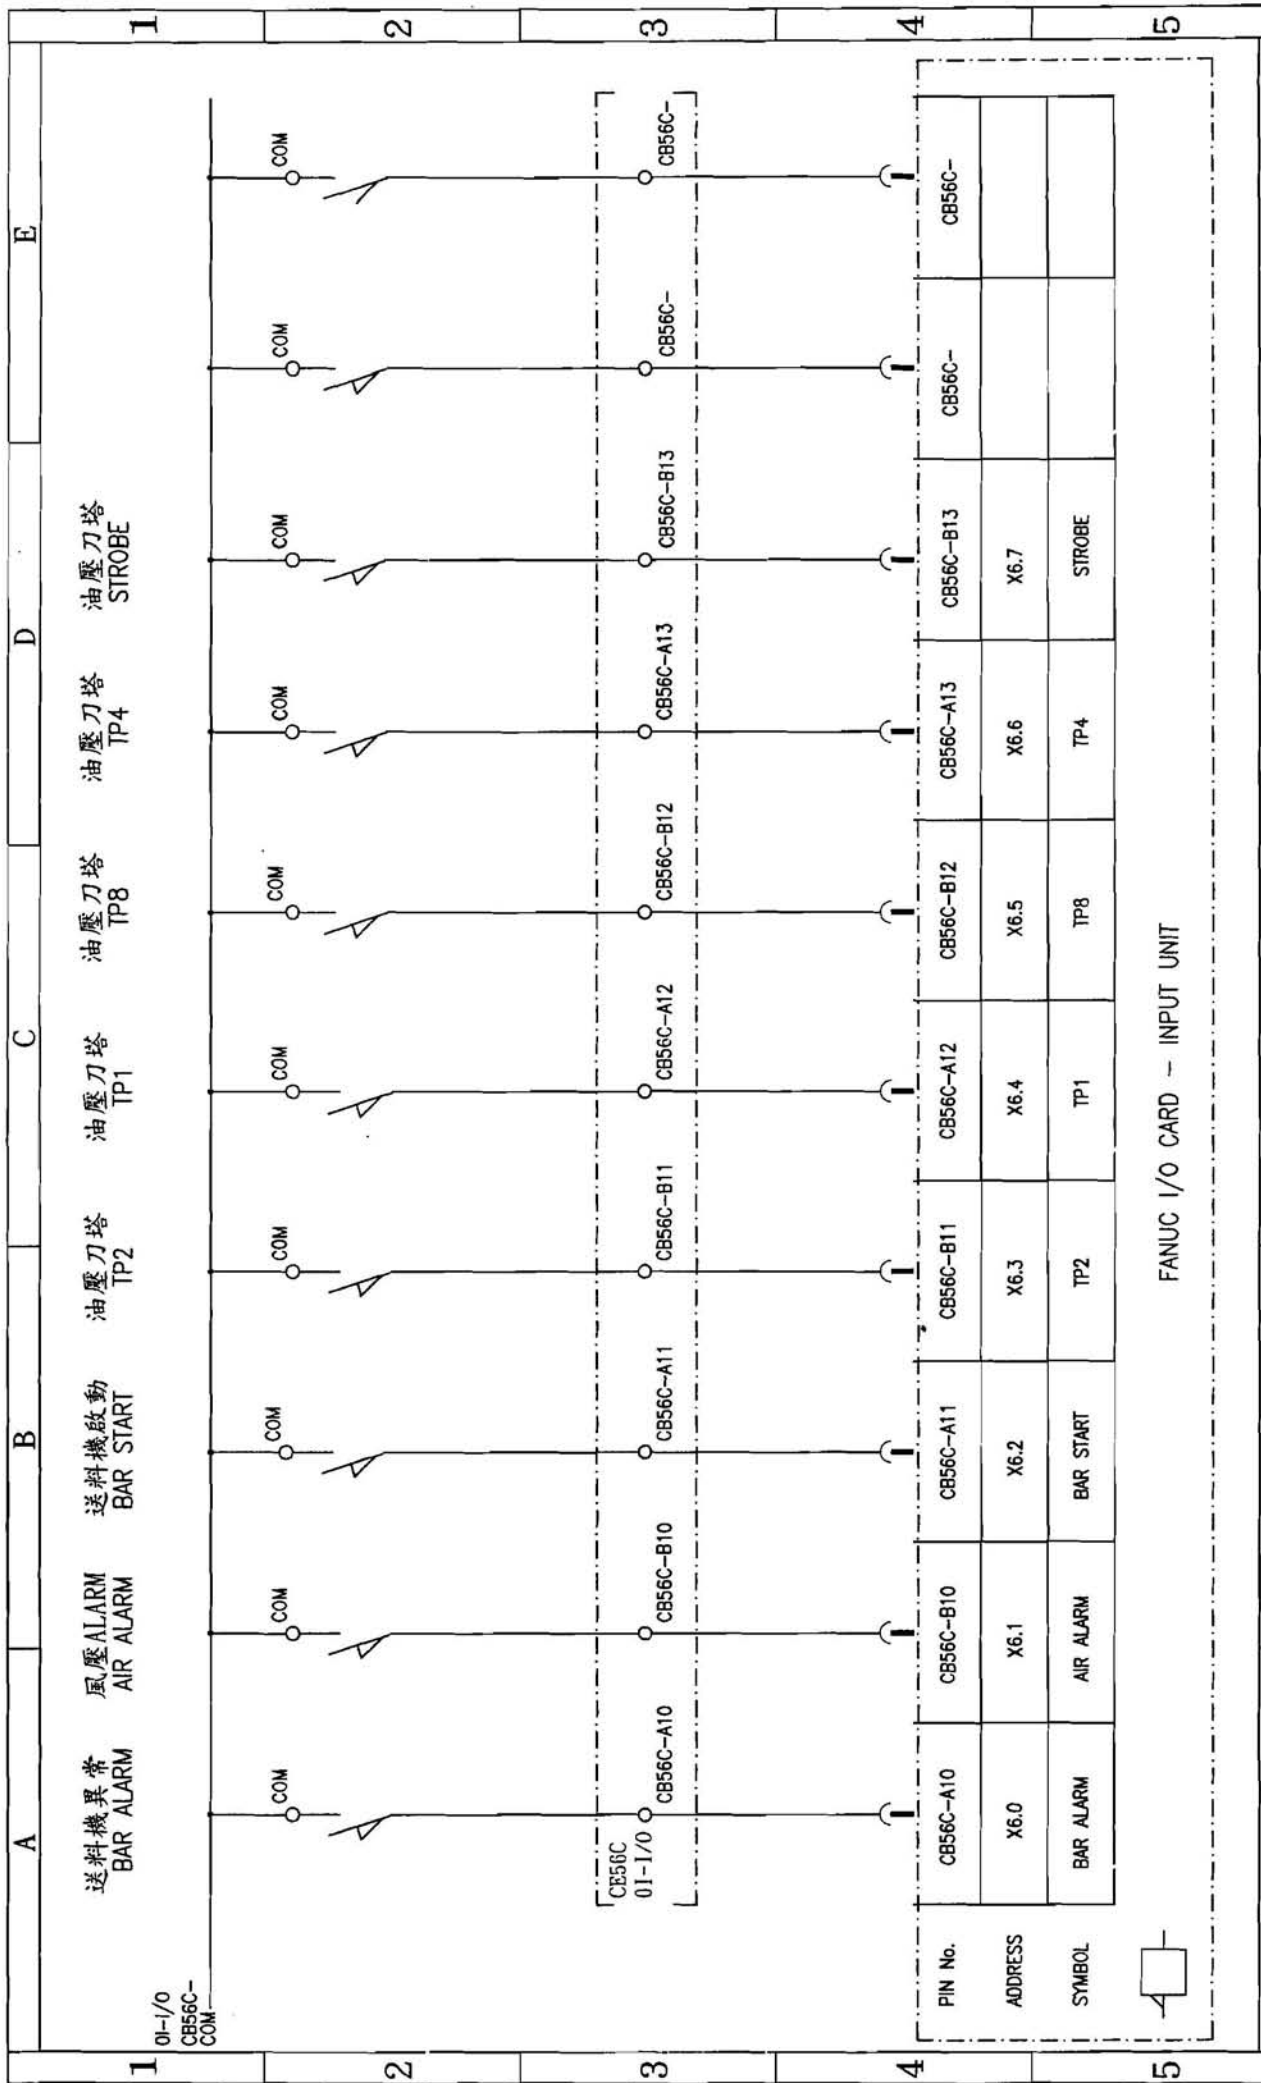 A
B
C
D
E
1
2
3
4
5
1
2
3
4
5
送料機異常
BAR ALARM
風壓ALARM
AIR ALARM
送料機啟動
BAR START
油壓刀塔
TP2
油壓刀塔
TP1
油壓刀塔
TP8
油壓刀塔
TP4
油壓刀塔
STROBE
01-I/O
CB56C-
COM
COM
COM
COM
COM
COM
COM
COM
COM
COM
COM
CE56C
01-I/O
CB56C-A10
CB56C-B10
CB56C-A11
CB56C-B11
CB56C-A12
CB56C-B12
CB56C-A13
CB56C-B13
CB56C-
CB56C-
PIN No. CB56C-A10 CB56C-B10 CB56C-A11 CB56C-B11 CB56C-A12 CB56C-B12 CB56C-A13 CB56C-B13 CB56C- CB56C-
ADDRESS X6.0 X6.1 X6.2 X6.3 X6.4 X6.5 X6.6 X6.7
SYMBOL BAR ALARM AIR ALARM BAR START TP2 TP1 TP8 TP4 STROBE
FANUC I/O CARD - INPUT UNIT